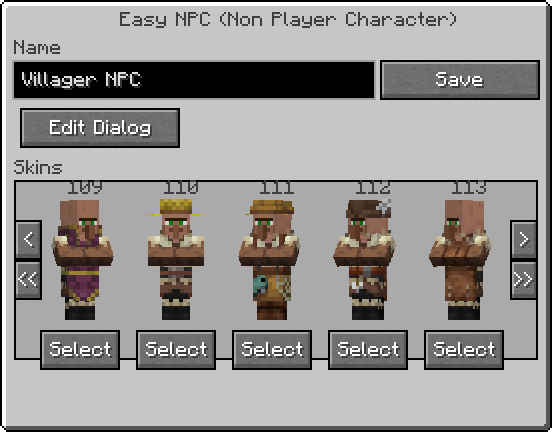 Easy NPC (Non Player Character)
Name
Villager NPC
Save
Edit Dialog
Skins
109 110 111 112 113
< >
<< >>
Select Select Select Select Select